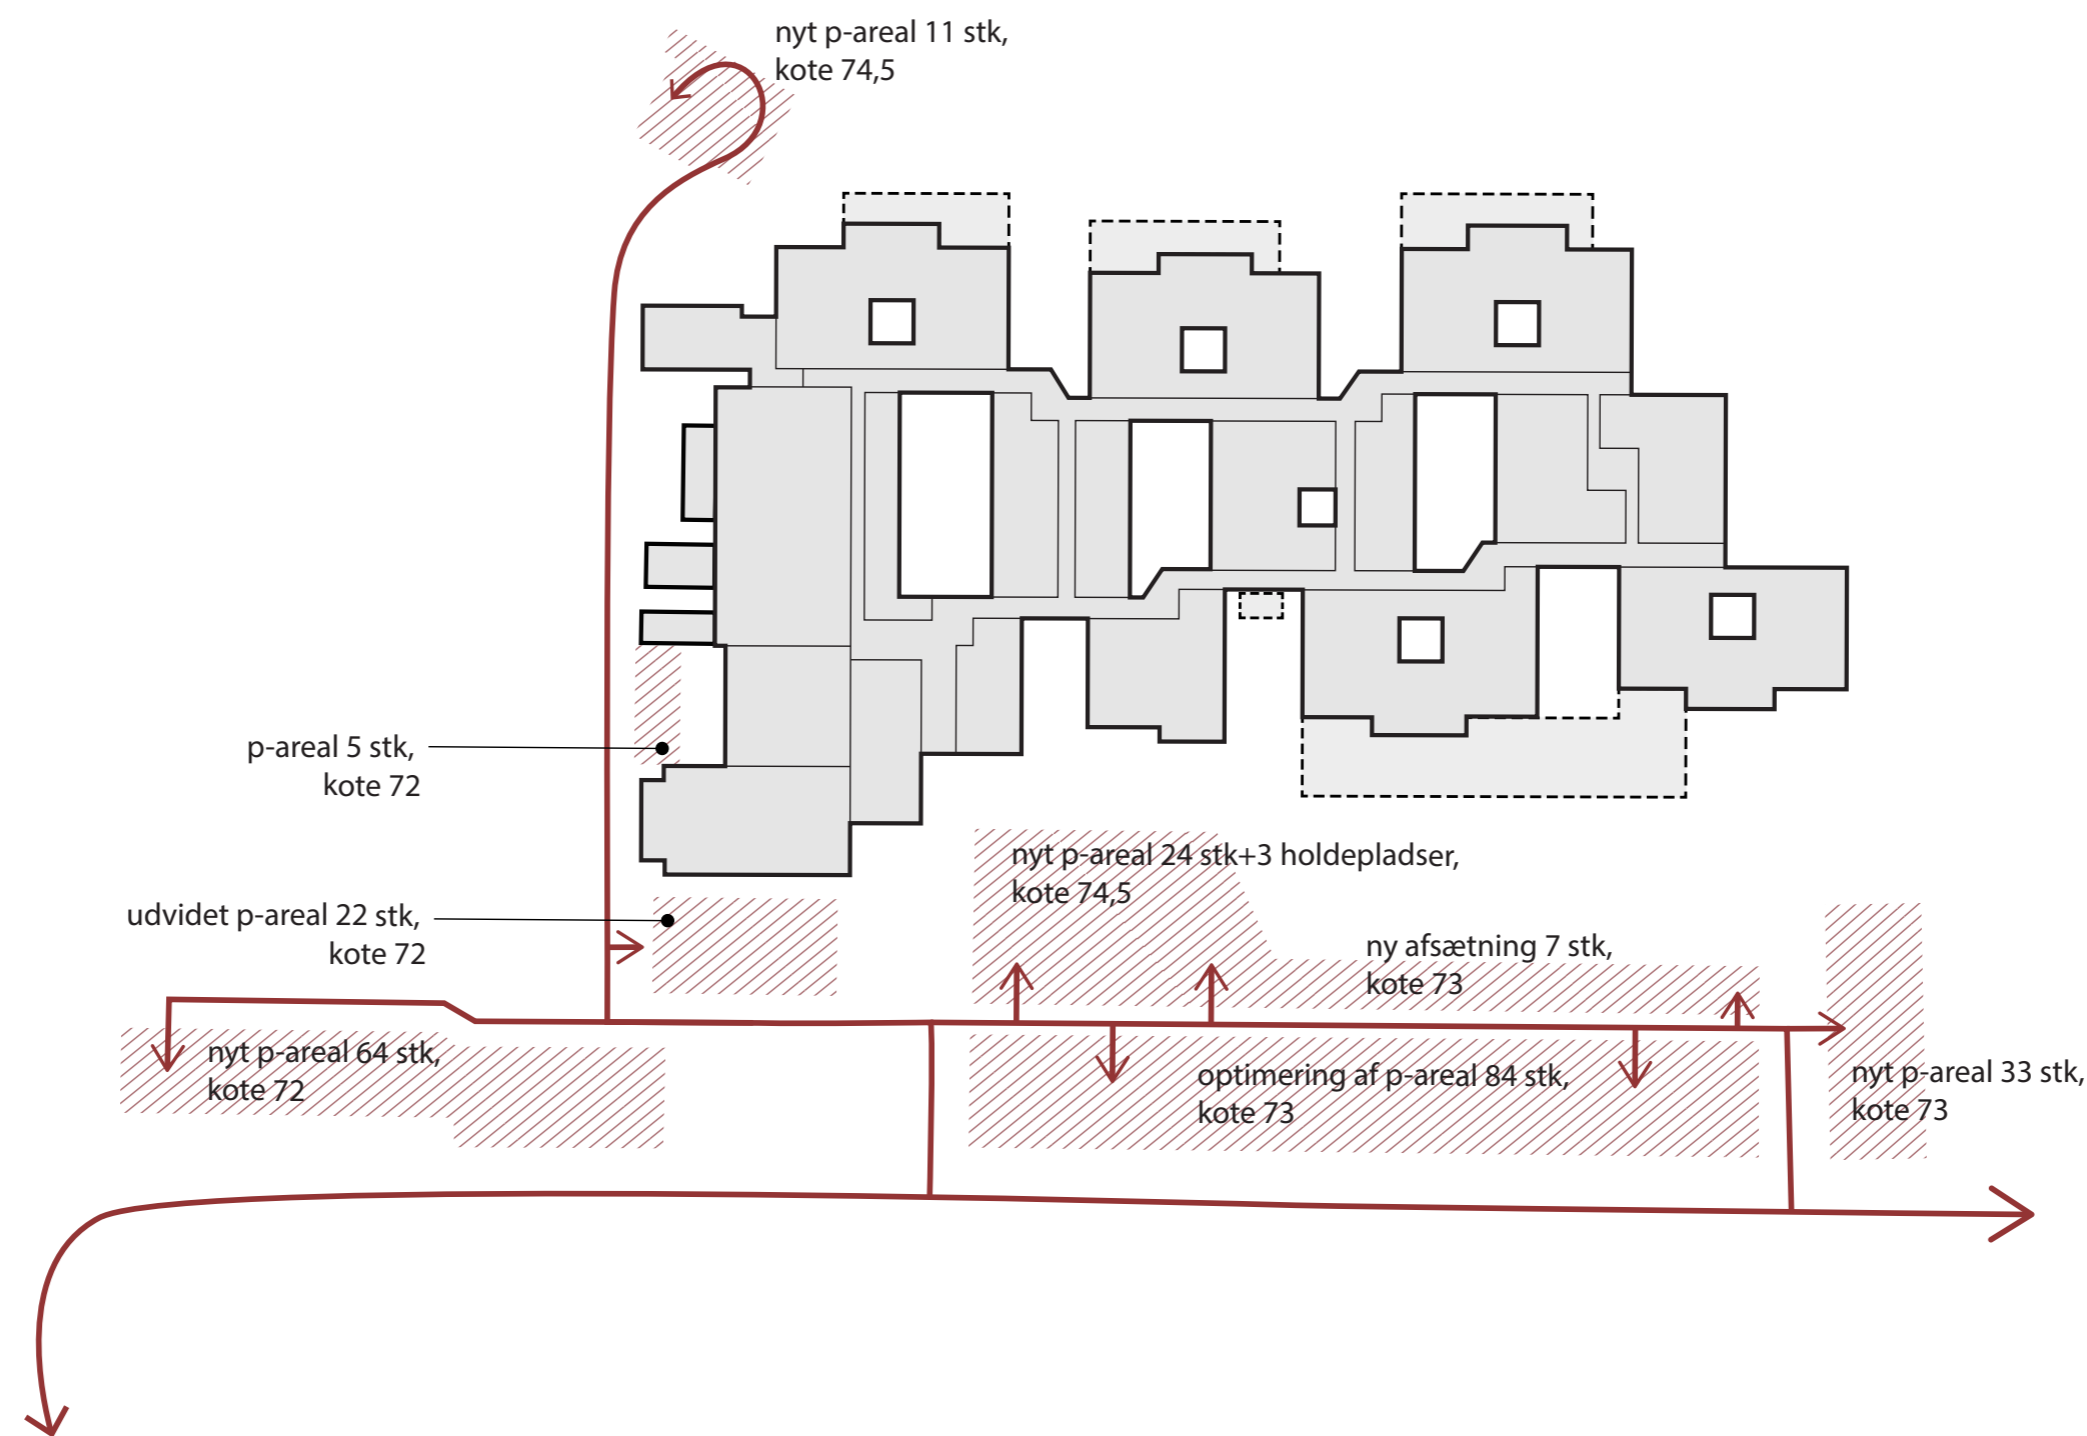 nyt p-areal 11 stk,
kote 74,5
p-areal 5 stk,
kote 72
udvidet p-areal 22 stk,
kote 72
nyt p-areal 24 stk+3 holdepladser,
kote 74,5
ny afsætning 7 stk,
kote 73
nyt p-areal 64 stk,
kote 72
optimering af p-areal 84 stk,
kote 73
nyt p-areal 33 stk,
kote 73